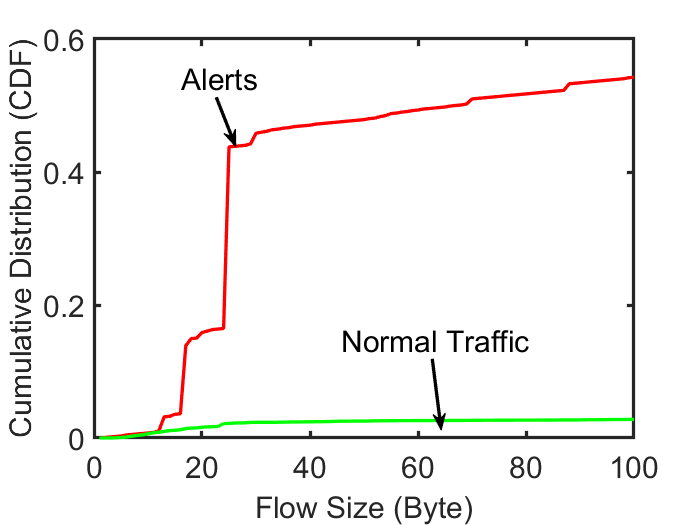 0.6
Alerts
0.4
0.2
Normal Traffic
0
0 20 40 60 80 100
Flow Size (Byte)
Cumulative Distribution (CDF)